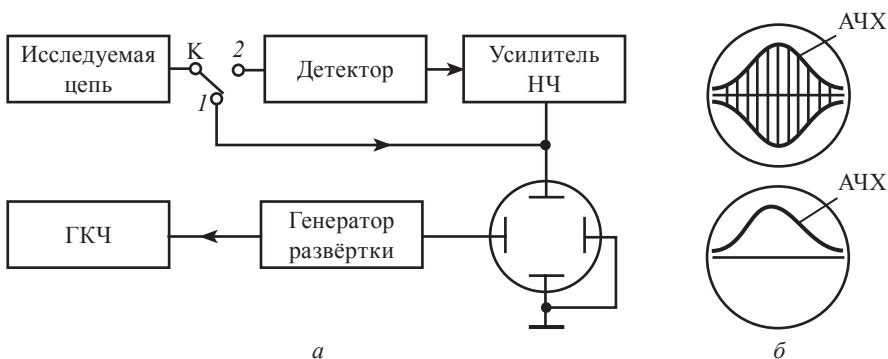 Исследуемая
цепь
К
2
1
Детектор
Усилитель
НЧ
АЧХ
АЧХ
ГКЧ
Генератор
развёртки
а
б